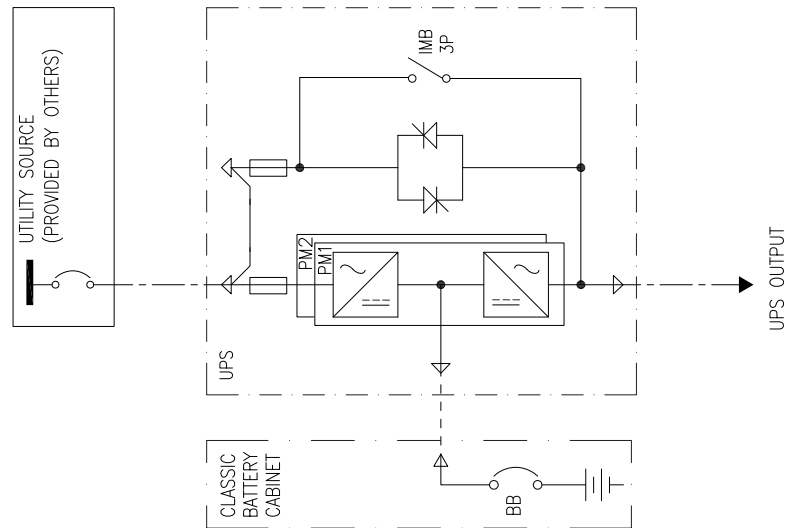 UTILITY SOURCE
(PROVIDED BY OTHERS)
UPS
PM2
PM1
IMB
3P
UPS OUTPUT
CLASSIC
BATTERY
CABINET
BB